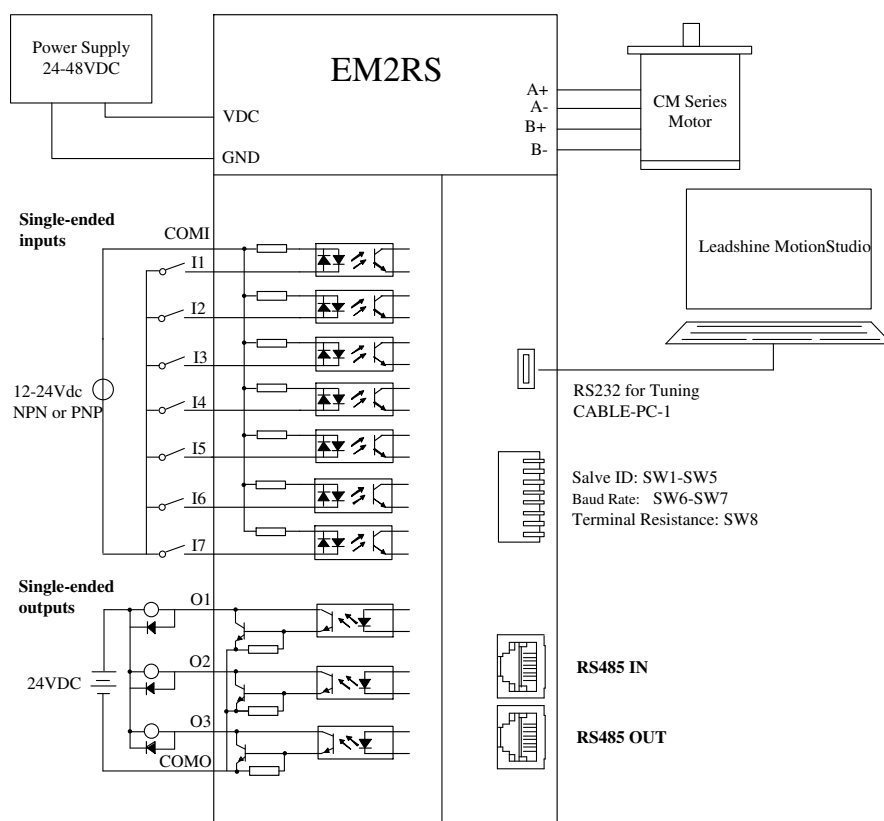 Power Supply
24-48VDC
EM2RS
VDC
GND
A+
A-
B+
B-
CM Series
Motor
Single-ended
inputs
COMI
I1
I2
I3
I4
I5
I6
I7
12-24Vdc
NPN or PNP
Leadshine MotionStudio
RS232 for Tuning
CABLE-PC-1
Salve ID: SW1-SW5
Baud Rate: SW6-SW7
Terminal Resistance: SW8
Single-ended
outputs
O1
O2
O3
COMO
24VDC
RS485 IN
RS485 OUT